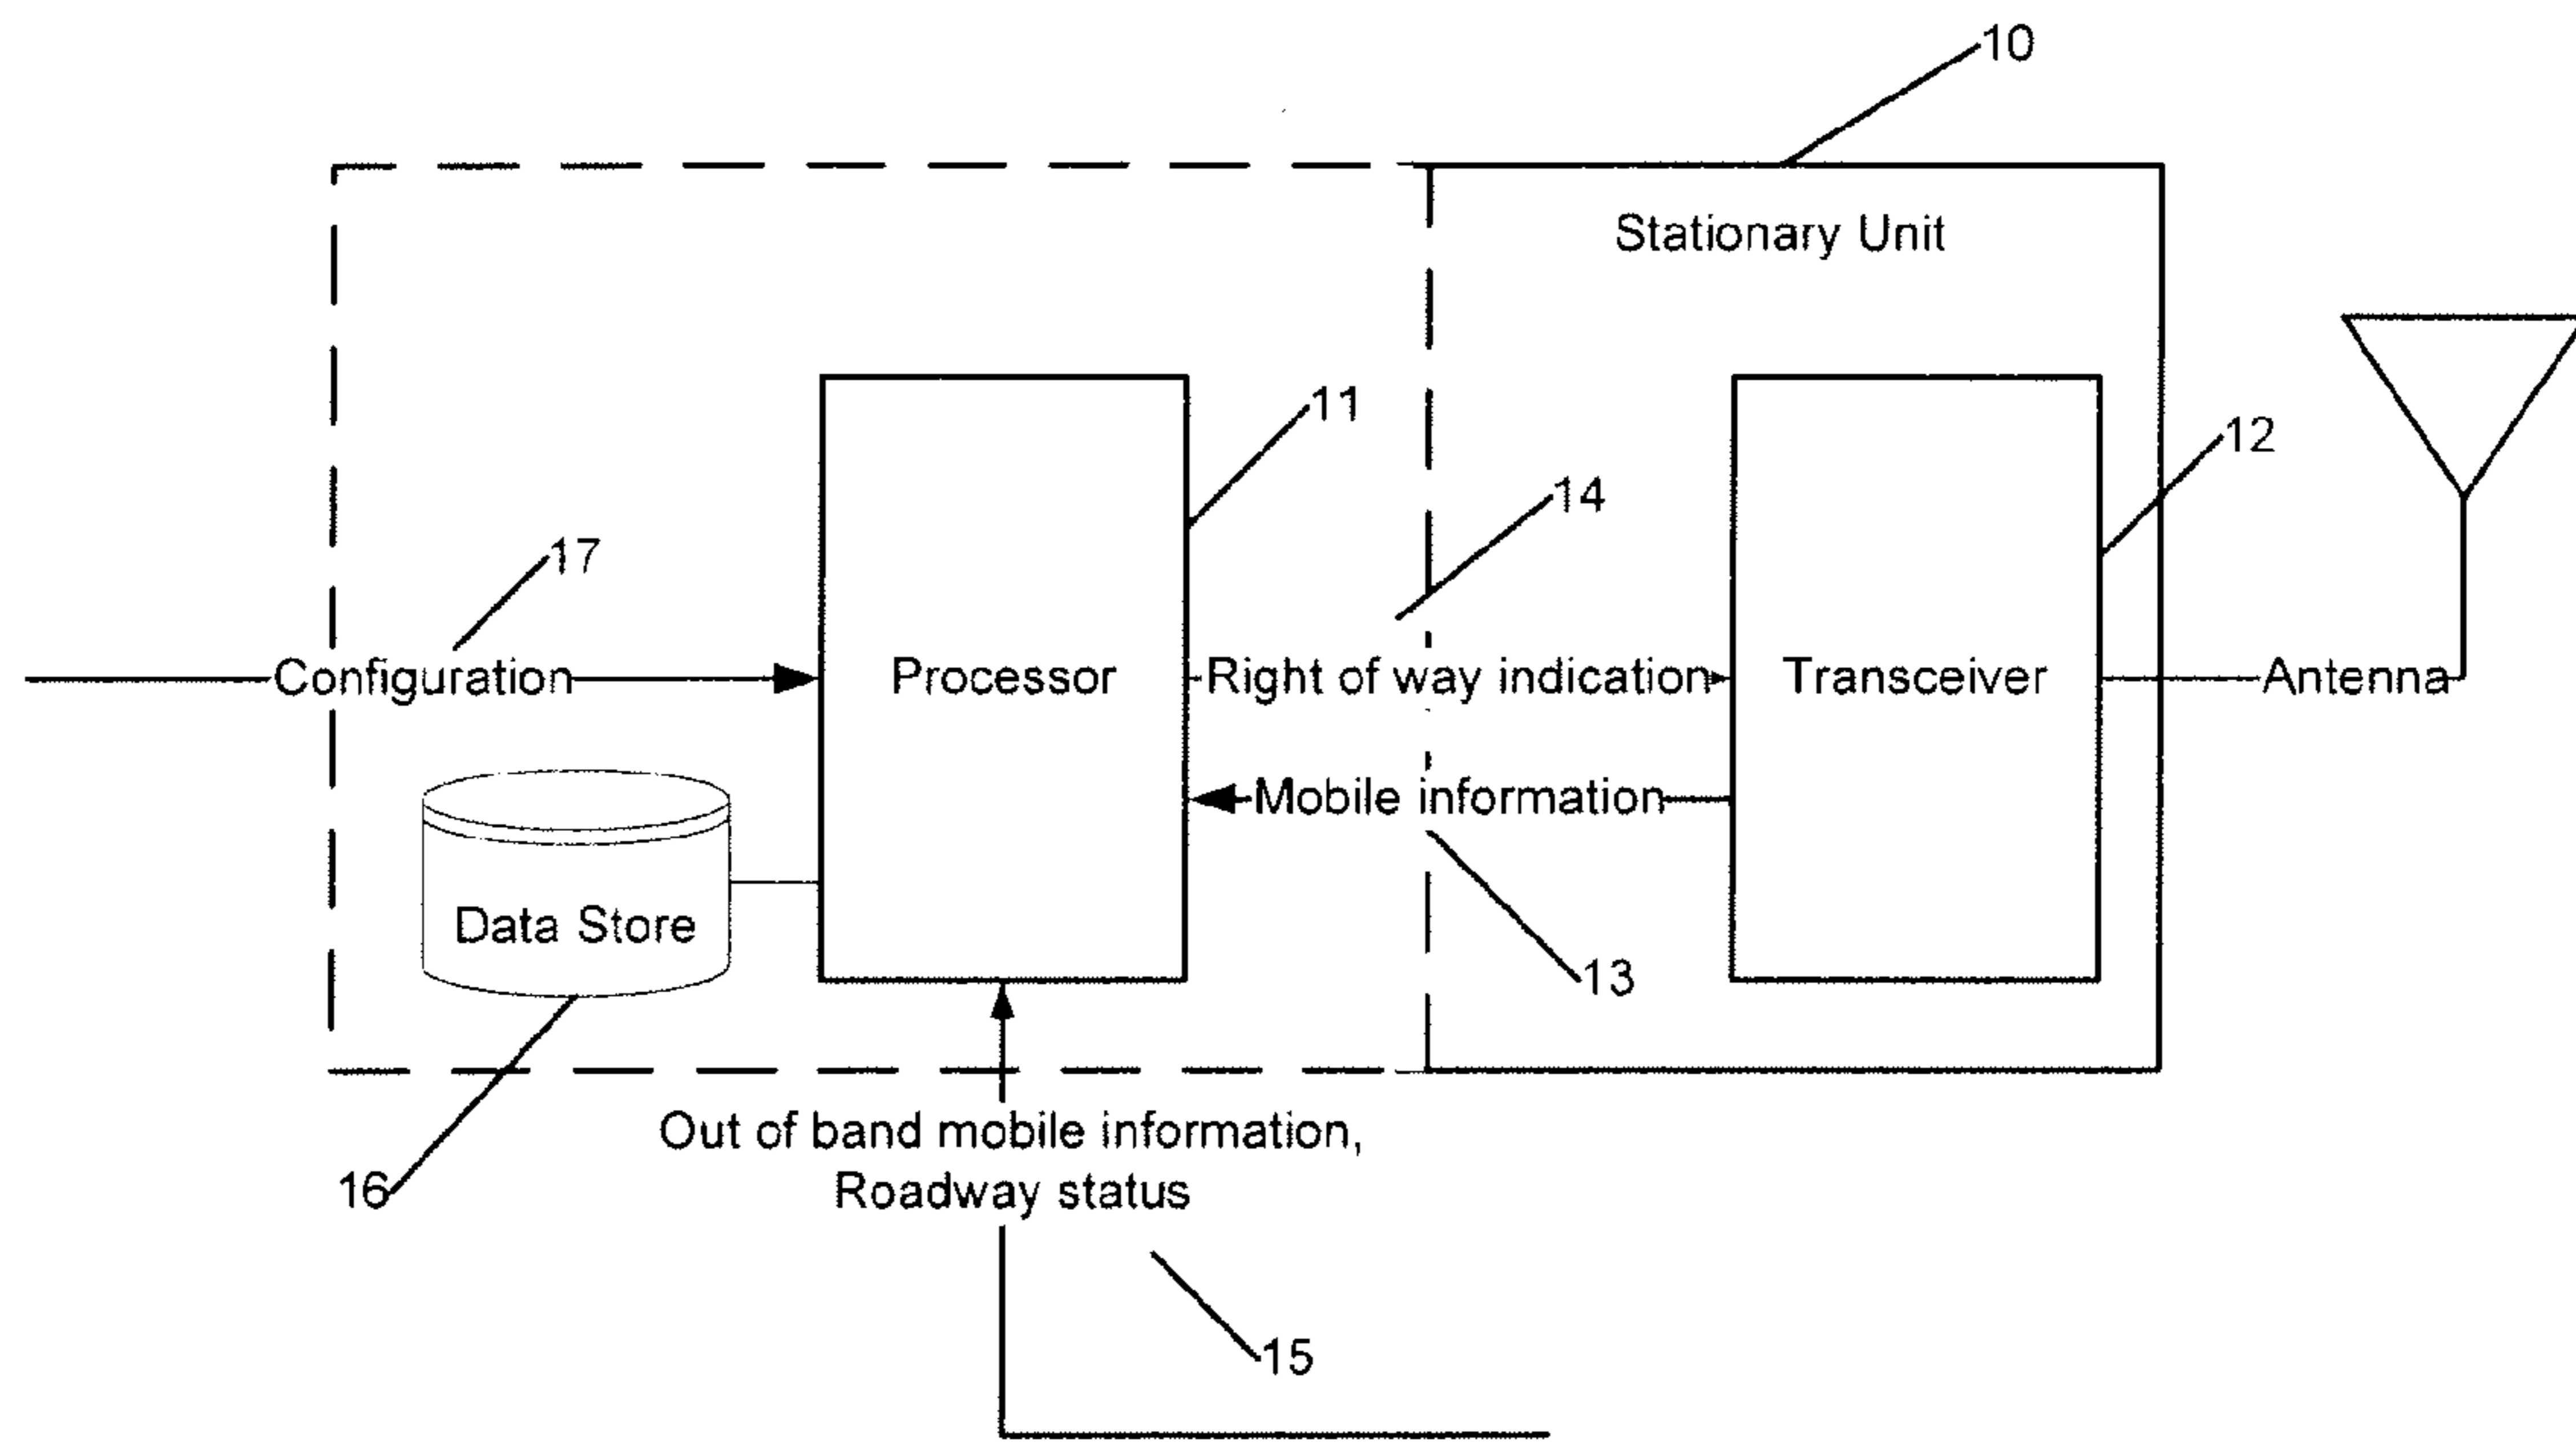 10
Stationary Unit
11
12
14
17
Configuration
Processor
Right of way indication
Transceiver
Antenna
Mobile information
Data Store
13
Out of band mobile information,
Roadway status
16
15